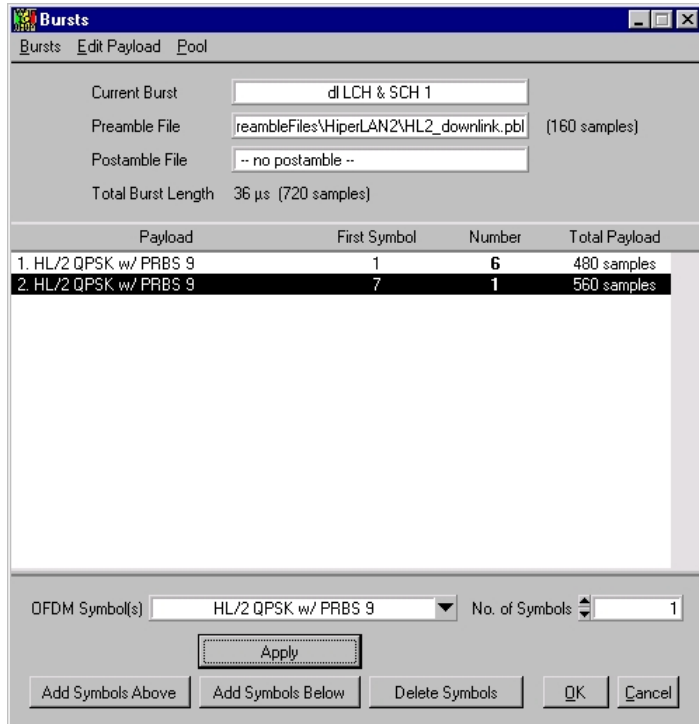 Bursts
Bursts Edit Payload Pool
Current Burst dl LCH & SCH 1
Preamble File reambleFiles\HiperLAN2\HL2_downlink.pbl (160 samples)
Postamble File -- no postamble --
Total Burst Length 36 µs (720 samples)
Payload First Symbol Number Total Payload
1. HL/2 QPSK w/ PRBS 9 1 6 480 samples
2. HL/2 QPSK w/ PRBS 9 7 1 560 samples
OFDM Symbol(s) HL/2 QPSK w/ PRBS 9 No. of Symbols 1
Apply
Add Symbols Above Add Symbols Below Delete Symbols OK Cancel